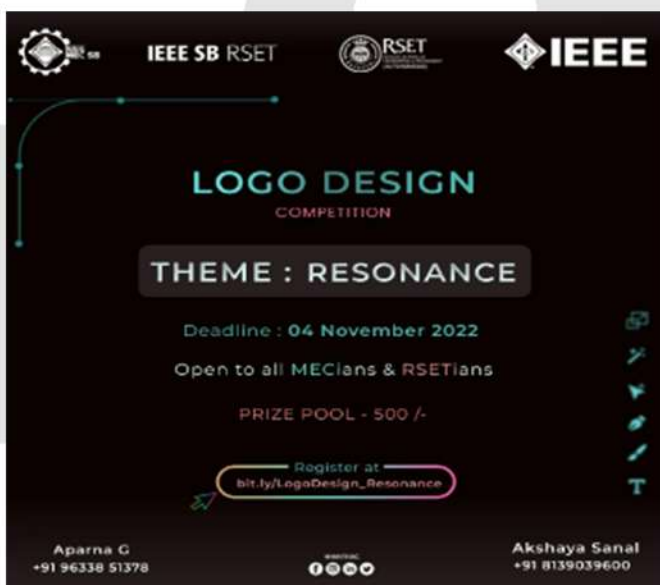 IEEE SB RSET
RSET
IEEE
LOGO DESIGN
COMPETITION
THEME : RESONANCE
Deadline : 04 November 2022
Open to all MECians & RSETians
PRIZE POOL - 500 /-
Register at
bit.ly/LogoDesign_Resonance
Aparna G
+91 96338 51378
Akshaya Sanal
+91 8139039600